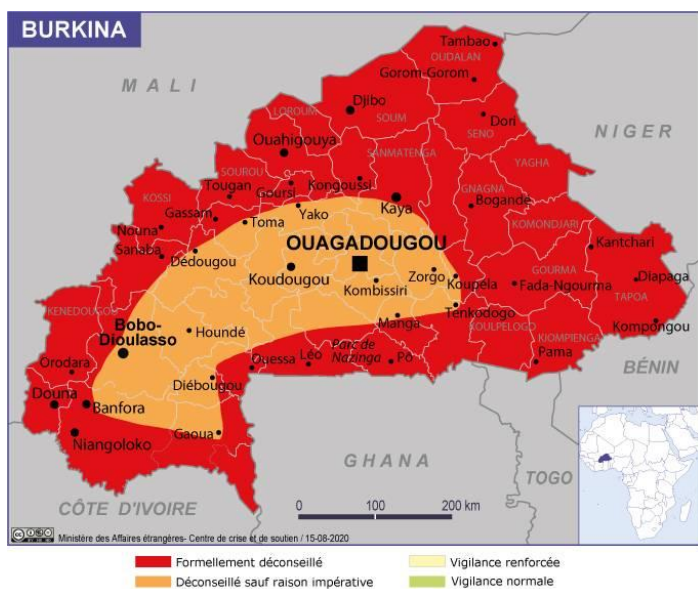 BURKINA
Tambao
OUDALAN
Gorom-Gorom
MALI
Djibo
LOROUM
SOUM
Dori
SENO
NIGER
Ouahigouya
SANMATENGA
YAGHA
SOUROU
Tougan
Goursi
Kongoussi
GNAGNA
KOSSI
Kaya
Bogande
Gassam
Toma
Yako
KOMONDJARI
Nouna
OUAGADOUGOU
Kantchari
Sanaba
Dédougou
Koudougou
Zorgo
GOURMA
Koupéla
Fada-Ngourma
Diapaga
Kombissiri
TAPOA
KENEDOUGOU
Tenkodogo
Bobo-
Dioulasso
Houndé
Manga
KOULPELOGO
Kompongou
KIOMPIENGA
Parc de
Nazinga
Ouessa
Léo
Pô
Pama
Orodara
BÉNIN
Diébougou
Douna
Banfora
Niangoloko
Gaoua
GHANA
TOGO
CÔTE D'IVOIRE
0 100 200 km
cc Ministère des Affaires étrangères- Centre de crise et de soutien / 15-08-2020
Formellement déconseillé
Vigilance renforcée
Déconseillé sauf raison impérative
Vigilance normale